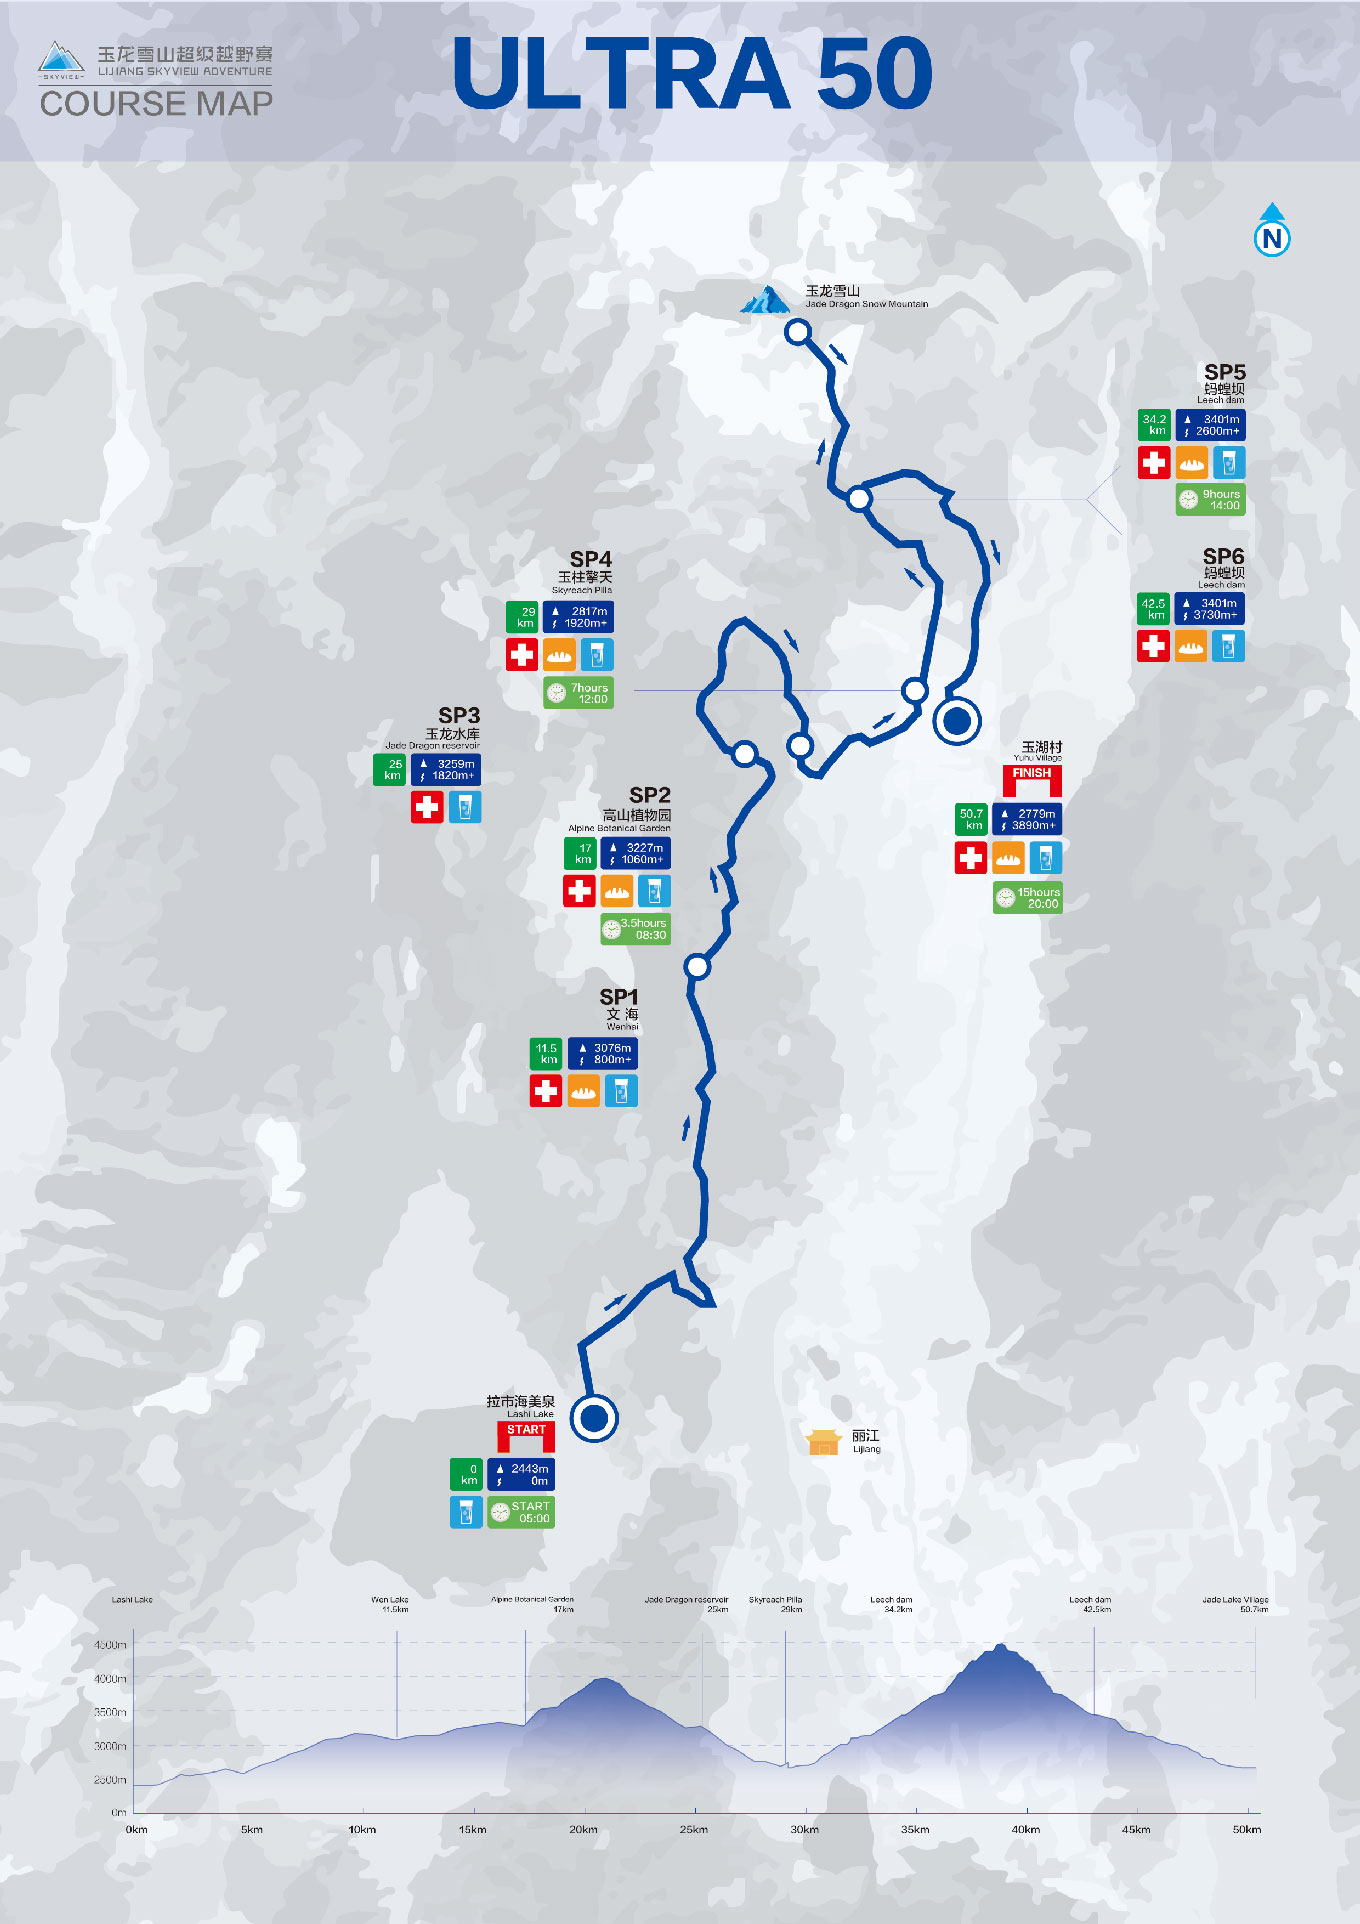 玉龙雪山超级越野赛
LIJIANG SKYVIEW ADVENTURE
SKYVIEW
COURSE MAP
ULTRA 50
N
玉龙雪山
Jade Dragon Snow Mountain
SP5
蚂蝗坝
Leech dam
34.2
km
3401m
2600m+
9hours
14:00
SP6
蚂蝗坝
Leech dam
42.5
km
3401m
3730m+
SP4
玉柱擎天
Skyreach Pilla
29
km
2817m
1920m+
7hours
12:00
SP3
玉龙水库
Jade Dragon reservoir
25
km
3259m
1820m+
SP2
高山植物园
Alpine Botanical Garden
17
km
3227m
1060m+
3.5hours
08:30
玉湖村
Yuhu Village
FINISH
50.7
km
2779m
3890m+
15hours
20:00
SP1
文 海
Wenhai
11.5
km
3076m
800m+
拉市海美泉
Lashi Lake
START
0
km
2443m
0m
START
05:00
丽江
Lijiang
Lashi Lake
Wen Lake
11.5km
Alpine Botanical Garden
17km
Jade Dragon reservoir
25km
Skyreach Pilla
29km
Leech dam
34.2km
Leech dam
42.5km
Jade Lake Village
50.7km
4500m
4000m
3500m
3000m
2500m
0m
0km
5km
10km
15km
20km
25km
30km
35km
40km
45km
50km